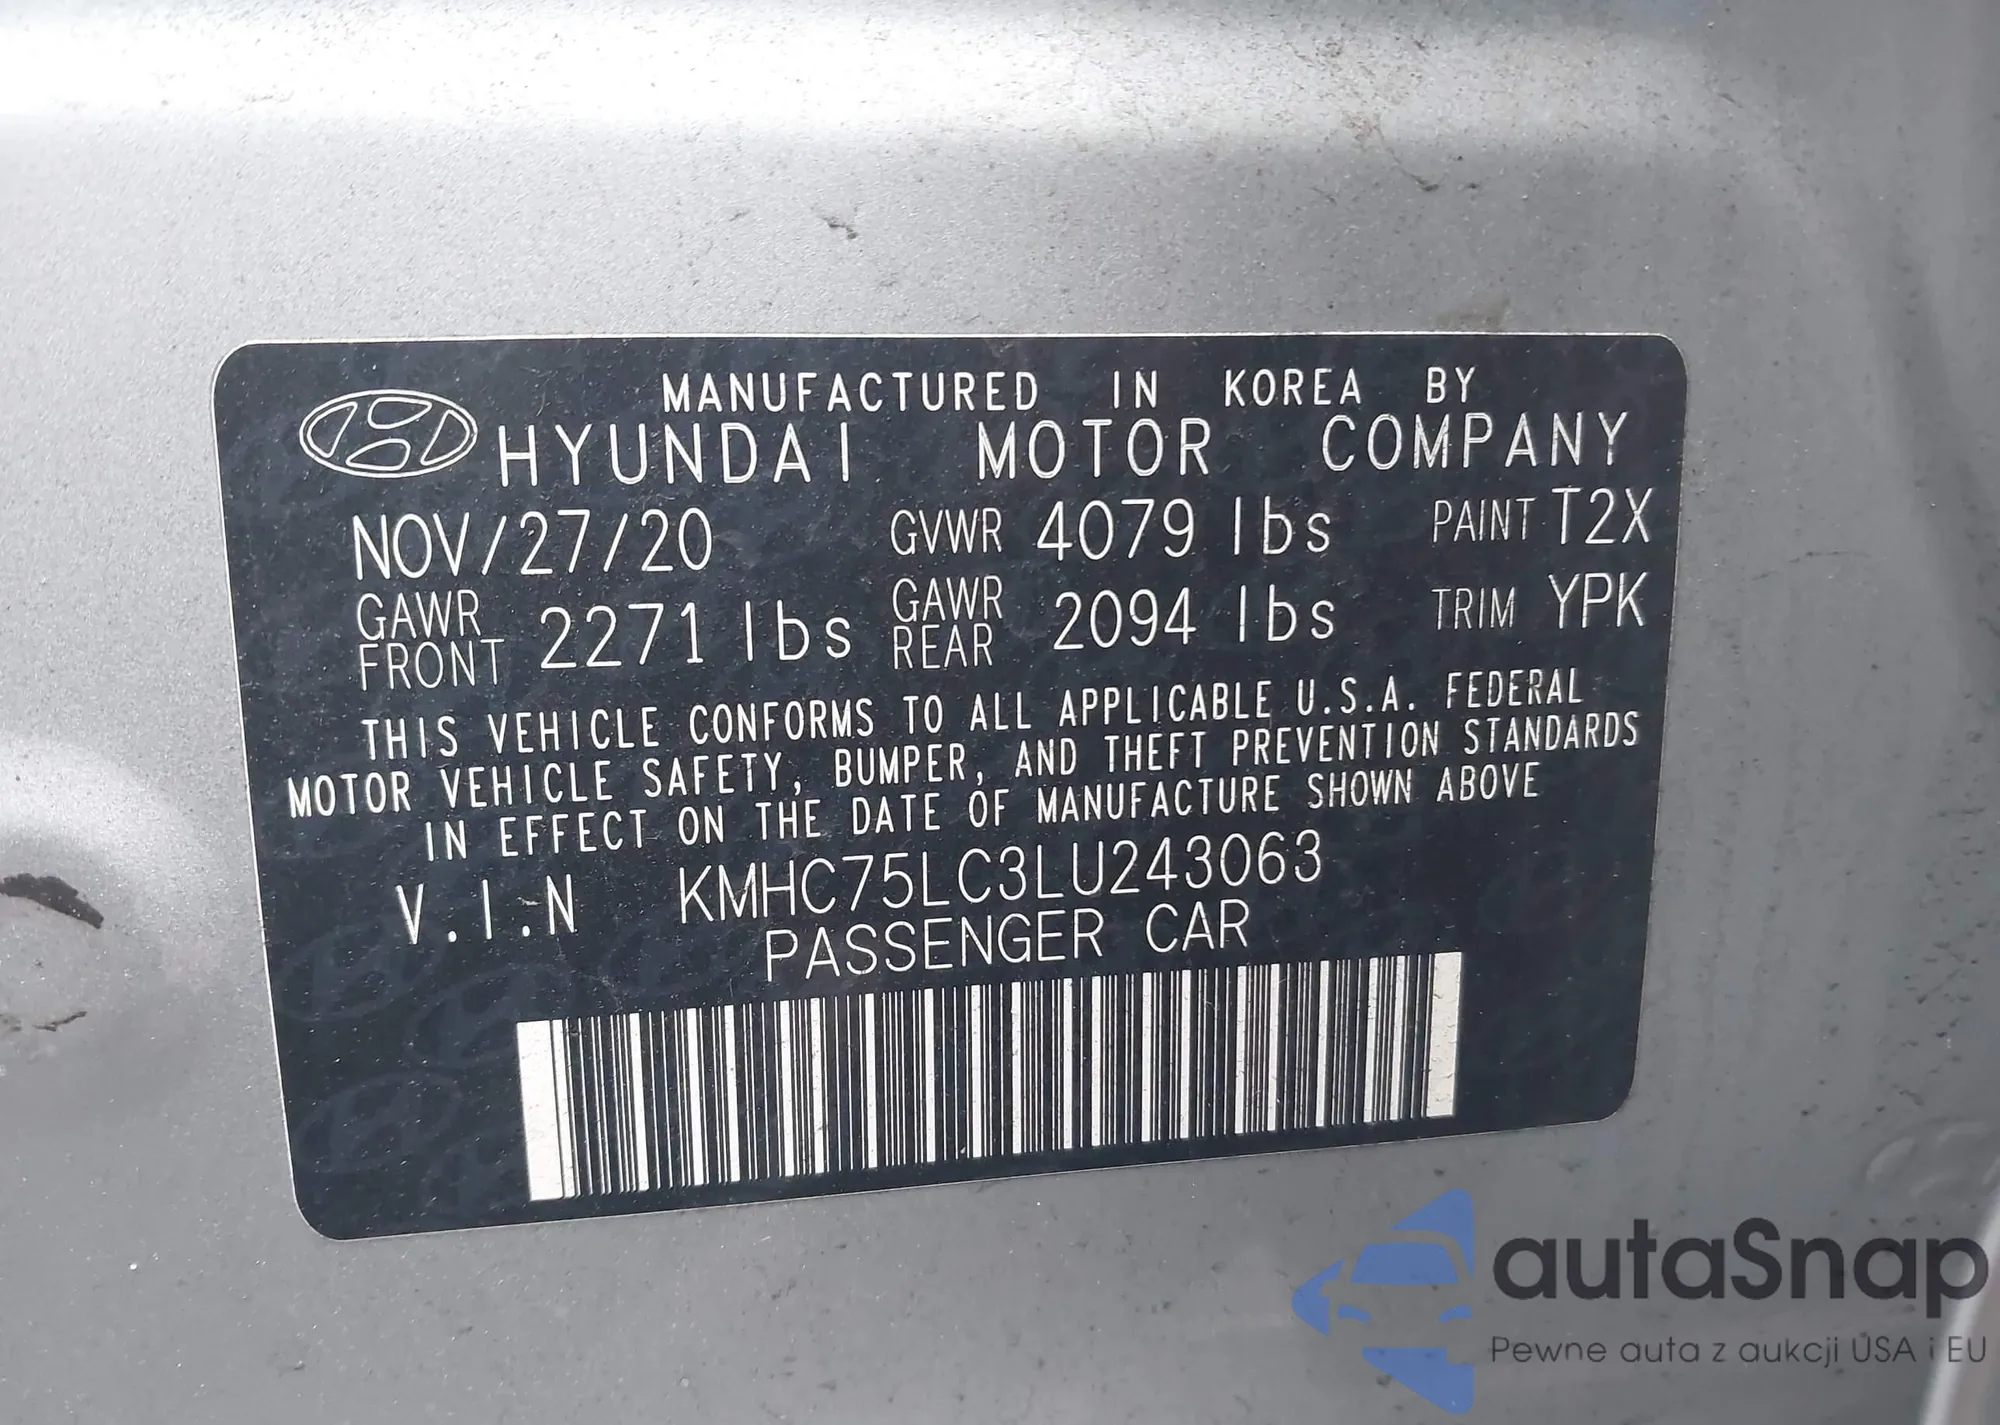 MANUFACTURED IN KOREA BY
HYUNDAI MOTOR COMPANY
NOV/27/20 GVWR 4079 lbs PAINT T2X
GAWR FRONT 2271 lbs GAWR REAR 2094 lbs TRIM YPK
THIS VEHICLE CONFORMS TO ALL APPLICABLE U.S.A. FEDERAL
MOTOR VEHICLE SAFETY, BUMPER, AND THEFT PREVENTION STANDARDS
IN EFFECT ON THE DATE OF MANUFACTURE SHOWN ABOVE
V.I.N KMHC75LC3LU243063
PASSENGER CAR
autaSnap
Pewne auta z aukcji USA i EU